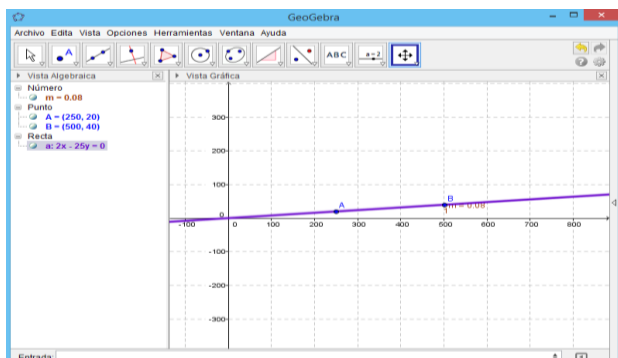 GeoGebra
Archivo Edita Vista Opciones Herramientas Ventana Ayuda
A
ABC
a=2
Vista Algebraica
Vista Gráfica
Número
m = 0.08
Punto
A = (250, 20)
B = (500, 40)
Recta
a: 2x - 25y = 0
300
200
100
0
-100
-200
-300
-100 0 100 200 300 400 500 600 700 800
A
B
m = 0.08
1
Entrada: